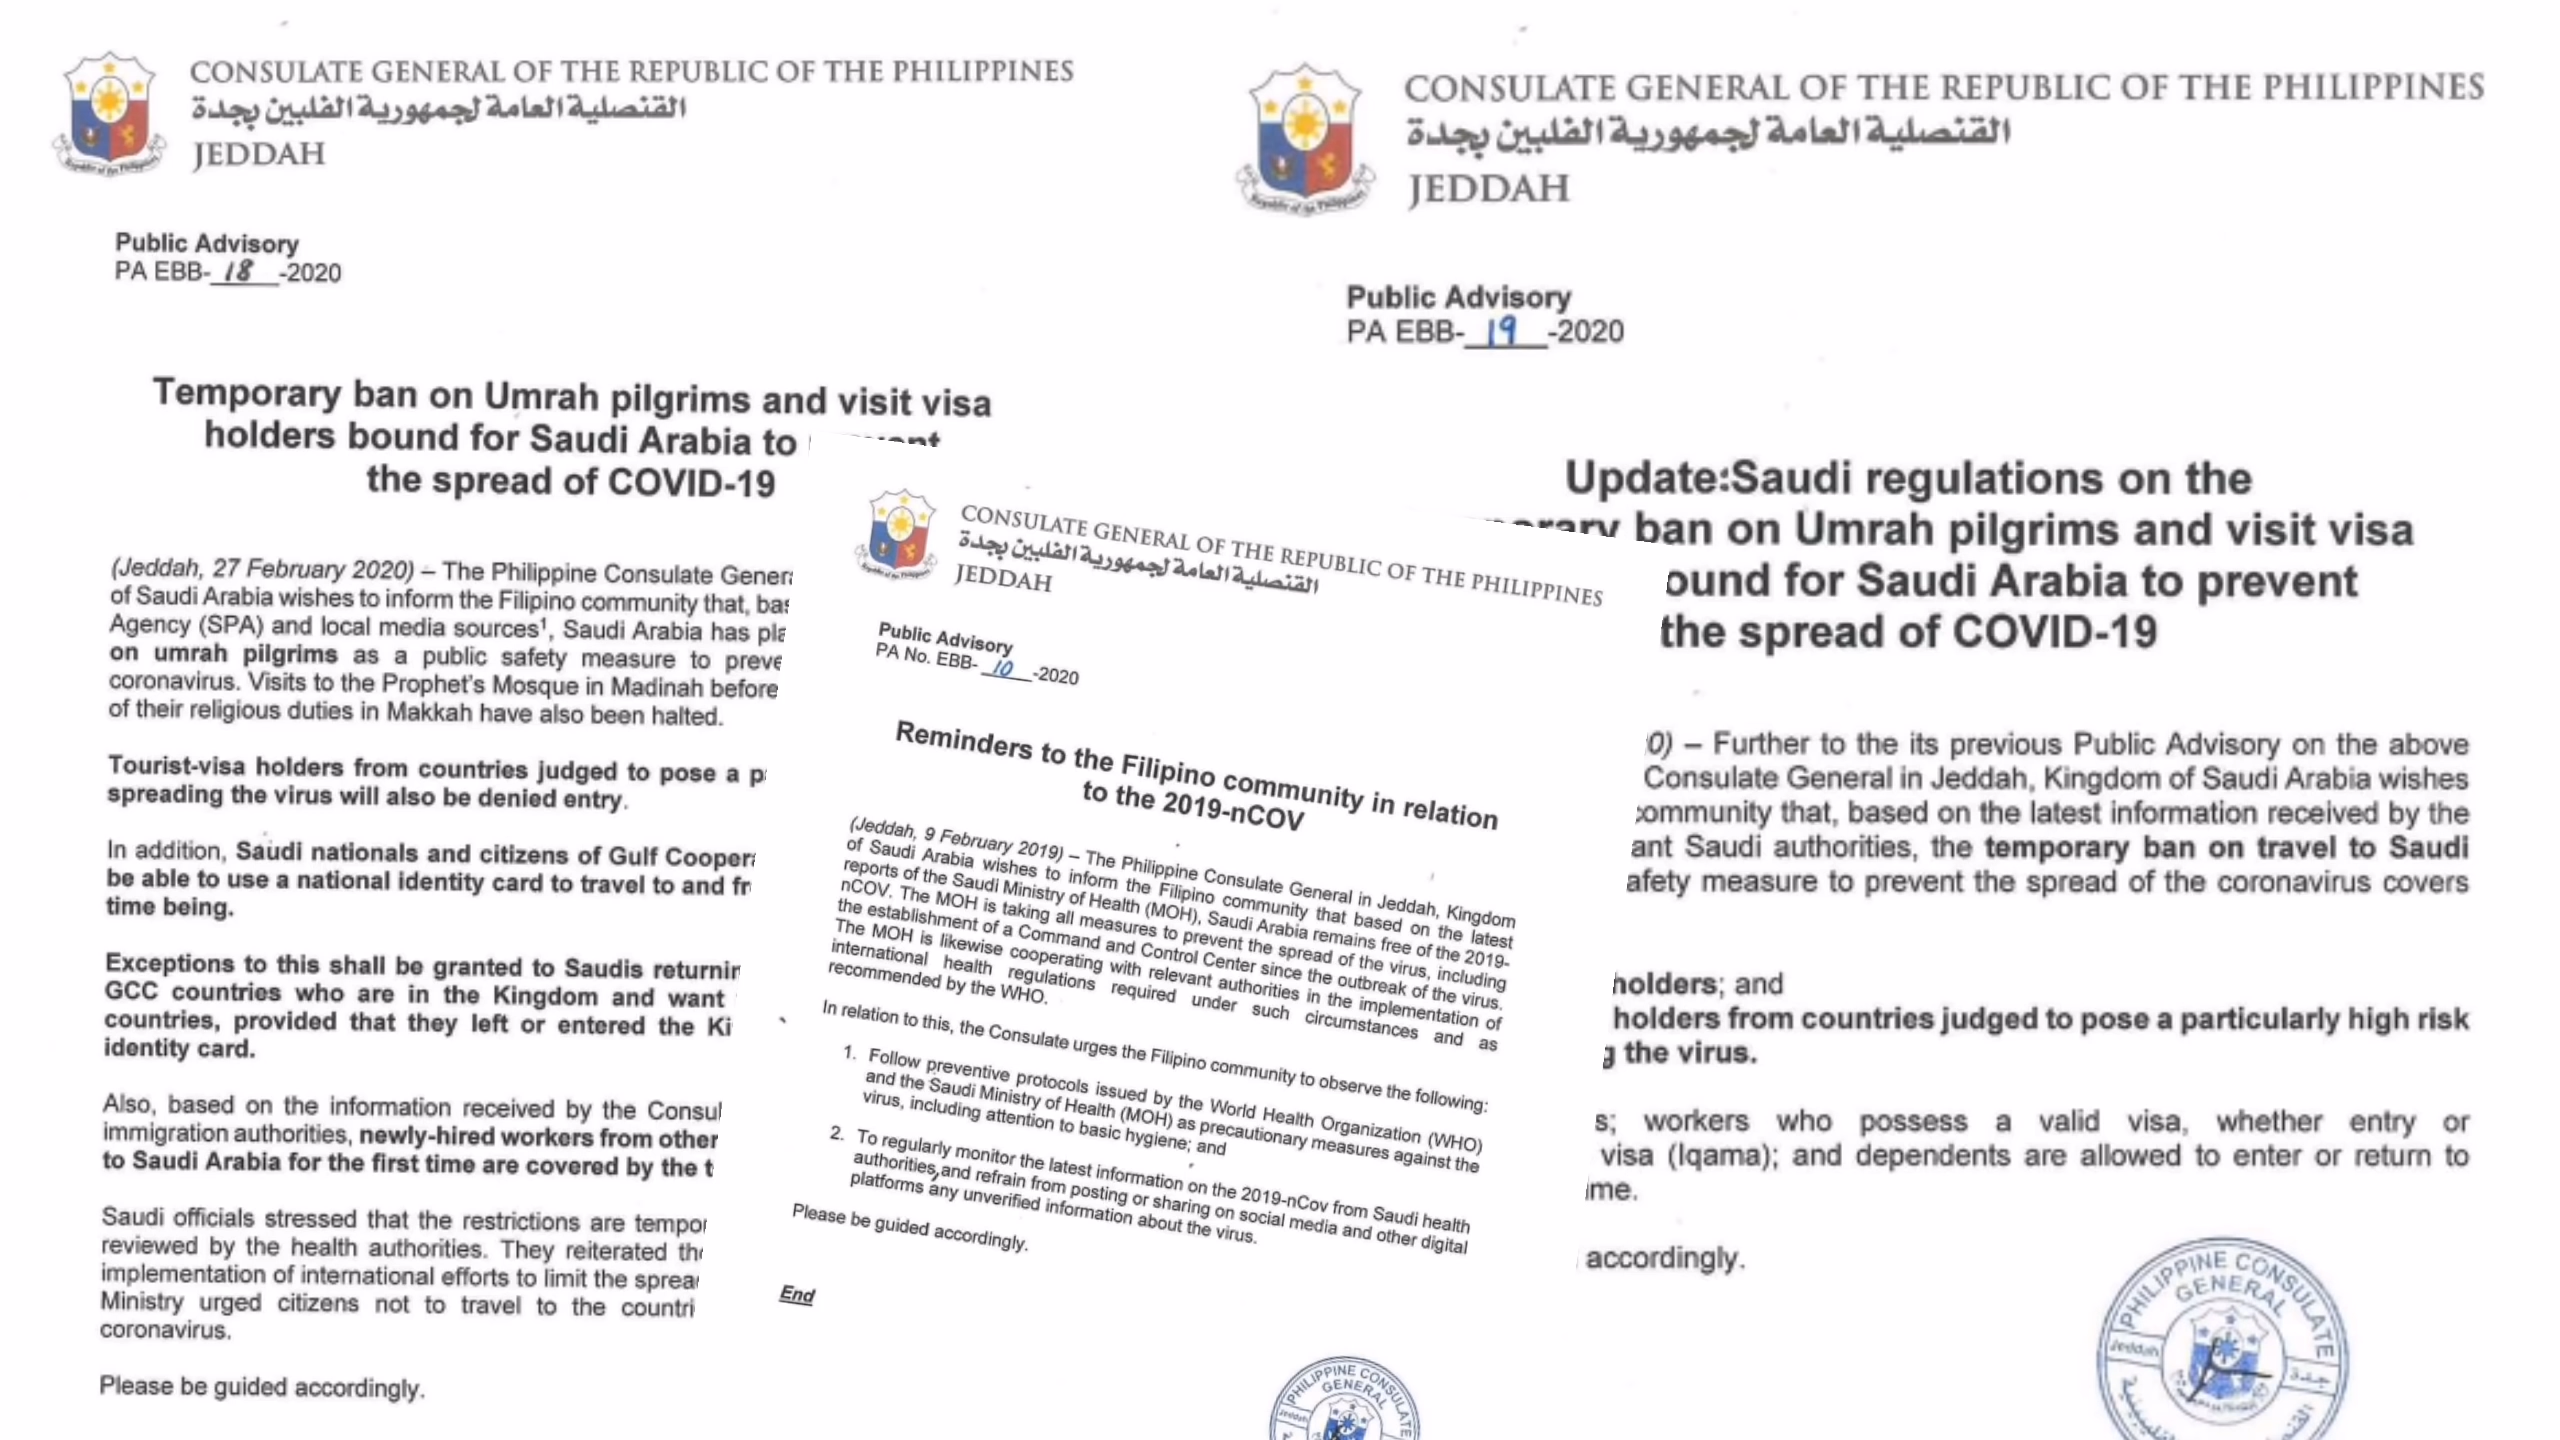 CONSULATE GENERAL OF THE REPUBLIC OF THE PHILIPPINES
القنصلية العامة لجمهورية الفلبين بجدة
JEDDAH
Public Advisory
PA EBB- 18 -2020
Temporary ban on Umrah pilgrims and visit visa
holders bound for Saudi Arabia to
the spread of COVID-19
(Jeddah, 27 February 2020) – The Philippine Consulate
of Saudi Arabia wishes to inform the Filipino community that,
Agency (SPA) and local media sources¹, Saudi Arabia has
on umrah pilgrims as a public safety measure to
coronavirus. Visits to the Prophet's Mosque in Madinah before
of their religious duties in Makkah have also been halted.
Tourist-visa holders from countries judged to pose a
spreading the virus will also be denied entry.
In addition, Saudi nationals and citizens of Gulf
be able to use a national identity card to travel to and
time being.
Exceptions to this shall be granted to Saudis
GCC countries who are in the Kingdom and want
countries, provided that they left or entered the
identity card.
Also, based on the information received by the
immigration authorities, newly-hired workers from other
to Saudi Arabia for the first time are covered by the
Saudi officials stressed that the restrictions are
reviewed by the health authorities. They reiterated
implementation of international efforts to limit the
Ministry urged citizens not to travel to the
coronavirus.
Please be guided accordingly.
CONSULATE GENERAL OF THE REPUBLIC OF THE PHILIPPINES
القنصلية العامة لجمهورية الفلبين بجدة
JEDDAH
Public Advisory
PA No. EBB- 10 -2020
Reminders to the Filipino community in relation
to the 2019-nCOV
(Jeddah, 9 February 2019) – The Philippine Consulate General in Jeddah, Kingdom
of Saudi Arabia wishes to inform the Filipino community that based on the latest
reports of the Saudi Ministry of Health (MOH), Saudi Arabia remains free of the 2019-
nCOV. The MOH is taking all measures to prevent the spread of the virus, including
the establishment of a Command and Control Center since the outbreak of the virus.
The MOH is likewise cooperating with relevant authorities in the implementation of
international health regulations required under such circumstances and as
recommended by the WHO.
In relation to this, the Consulate urges the Filipino community to observe the following:
1. Follow preventive protocols issued by the World Health Organization (WHO)
and the Saudi Ministry of Health (MOH) as precautionary measures against the
virus, including attention to basic hygiene; and
2. To regularly monitor the latest information on the 2019-nCov from Saudi health
authorities, and refrain from posting or sharing on social media and other digital
platforms any unverified information about the virus.
Please be guided accordingly.
End
PHILIPPINE CONSULATE
GENERAL
Jeddah
CONSULATE GENERAL OF THE REPUBLIC OF THE PHILIPPINES
القنصلية العامة لجمهورية الفلبين بجدة
JEDDAH
Public Advisory
PA EBB- 19 -2020
Update:Saudi regulations on the
ban on Umrah pilgrims and visit visa
for Saudi Arabia to prevent
the spread of COVID-19
– Further to the its previous Public Advisory on the above
Consulate General in Jeddah, Kingdom of Saudi Arabia wishes
that, based on the latest information received by the
Saudi authorities, the temporary ban on travel to Saudi
measure to prevent the spread of the coronavirus covers
holders; and
holders from countries judged to pose a particularly high risk
the virus.
workers who possess a valid visa, whether entry or
visa (Iqama); and dependents are allowed to enter or return to
accordingly.
PHILIPPINE CONSULATE
GENERAL
Jeddah
جدة